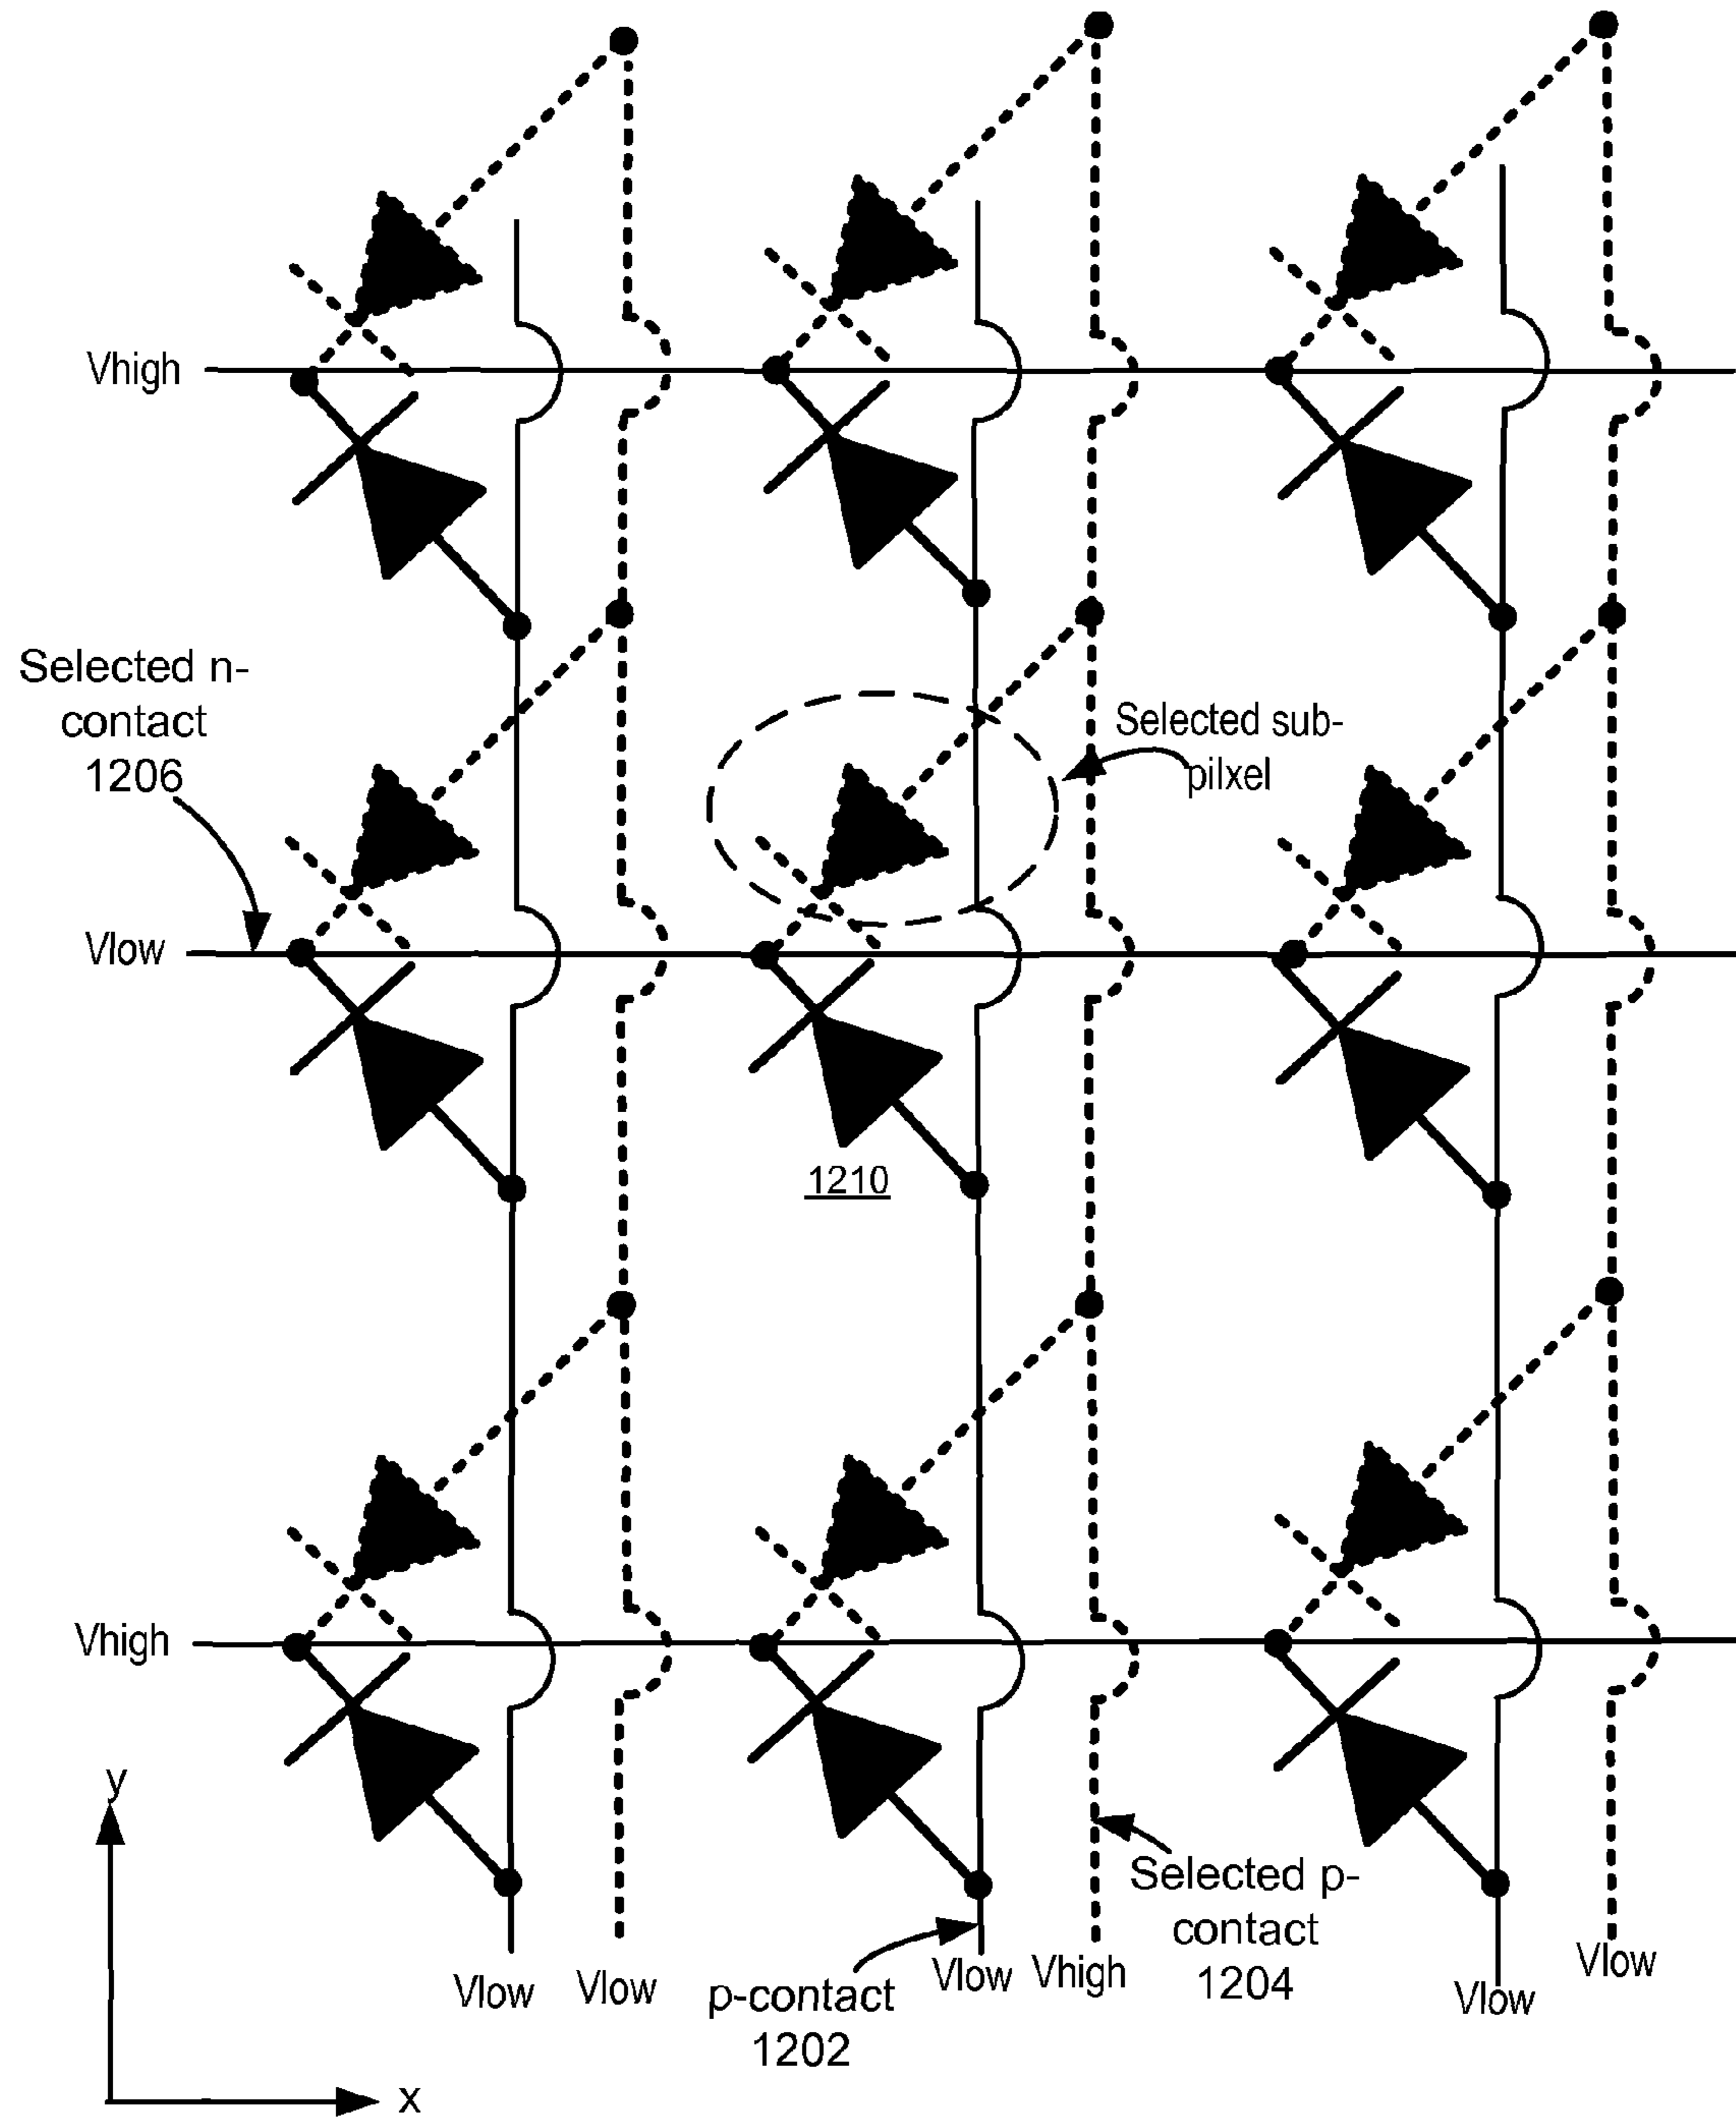 Vhigh
Selected n-
contact
1206
Selected sub-
pilxel
Vlow
1210
Vhigh
y
Selected p-
contact
1204
Vlow
Vlow
p-contact
1202
Vlow
Vhigh
Vlow
Vlow
x